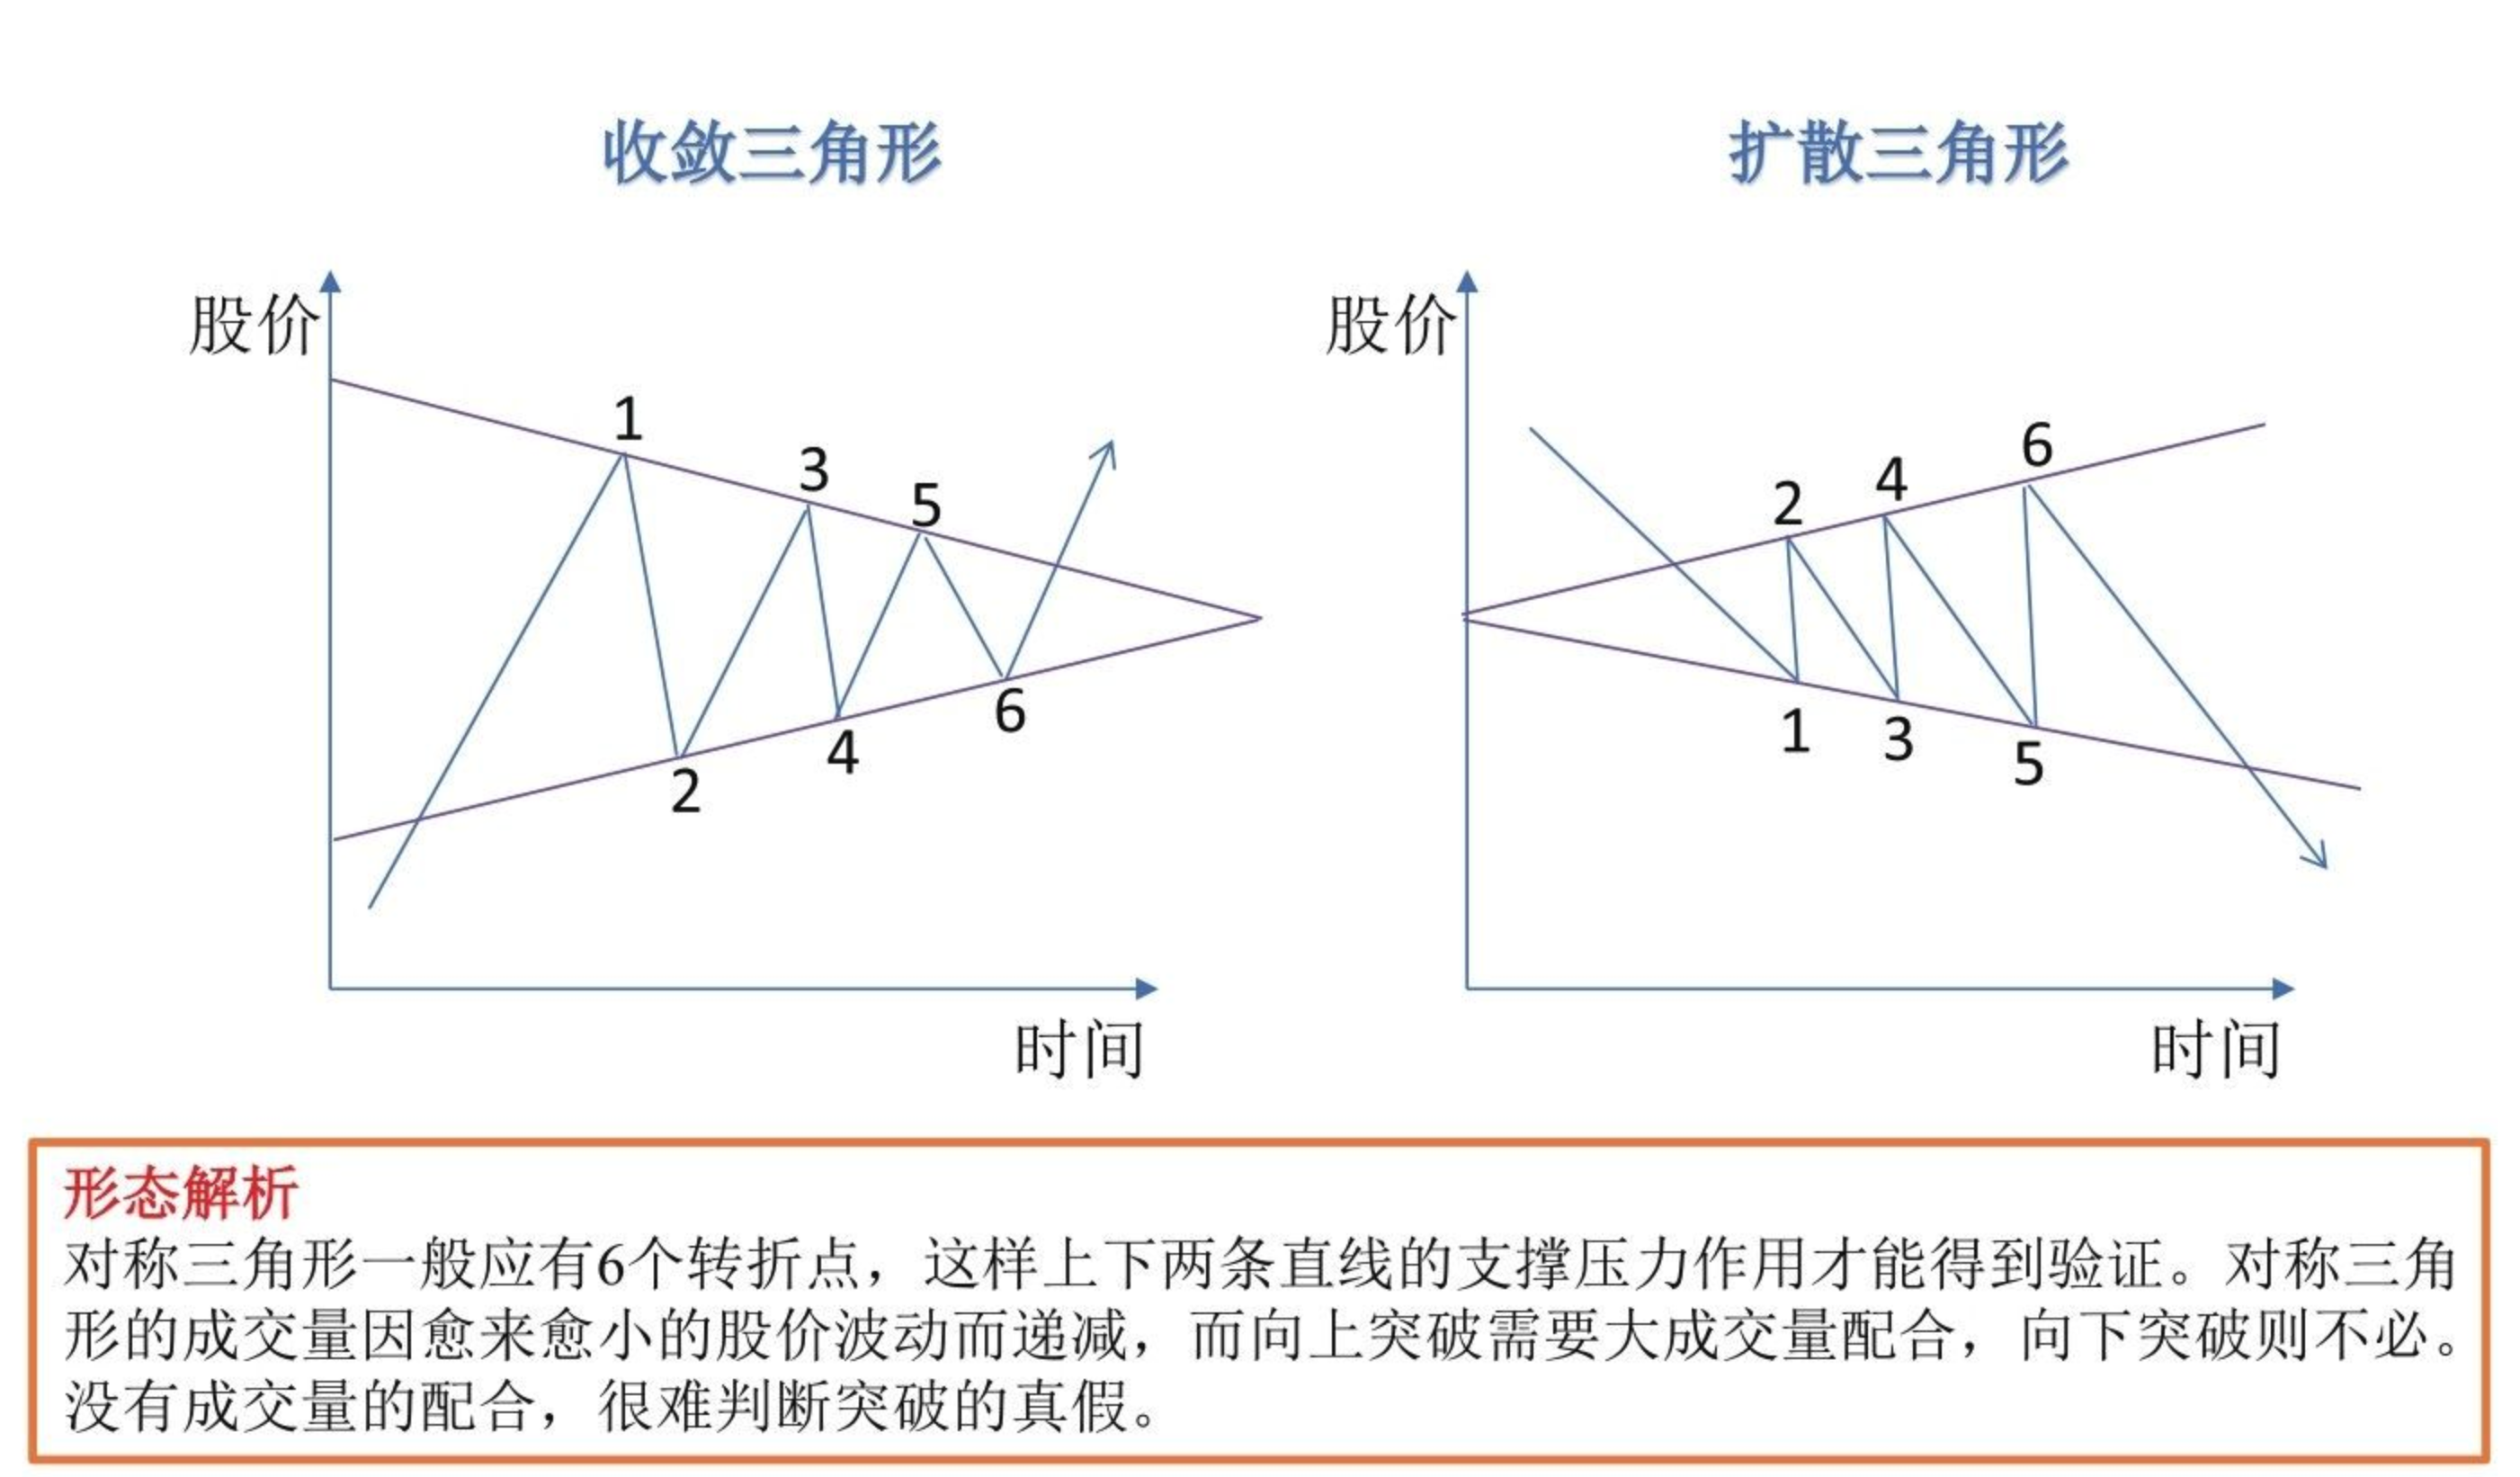 收敛三角形
扩散三角形
股价
1
3
5
2
4
6
时间
股价
2
4
6
1
3
5
时间
形态解析
对称三角形一般应有6个转折点，这样上下两条直线的支撑压力作用才能得到验证。对称三角
形的成交量因愈来愈小的股价波动而递减，而向上突破需要大成交量配合，向下突破则不必。
没有成交量的配合，很难判断突破的真假。